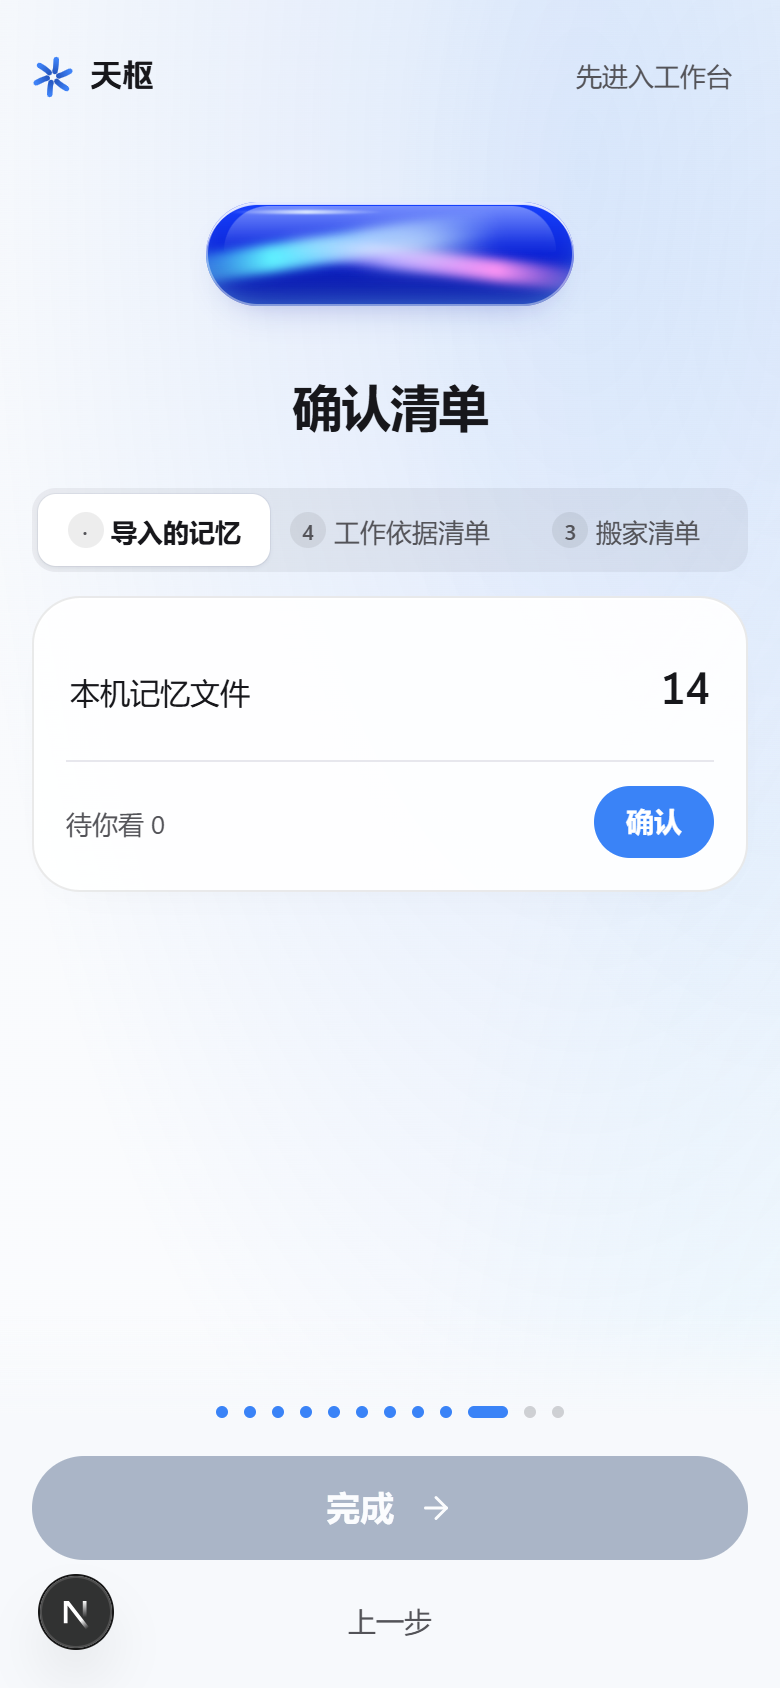 天枢
先进入工作台
确认清单
· 导入的记忆
4 工作依据清单
3 搬家清单
本机记忆文件 14
待你看 0
确认
完成 →
N
上一步